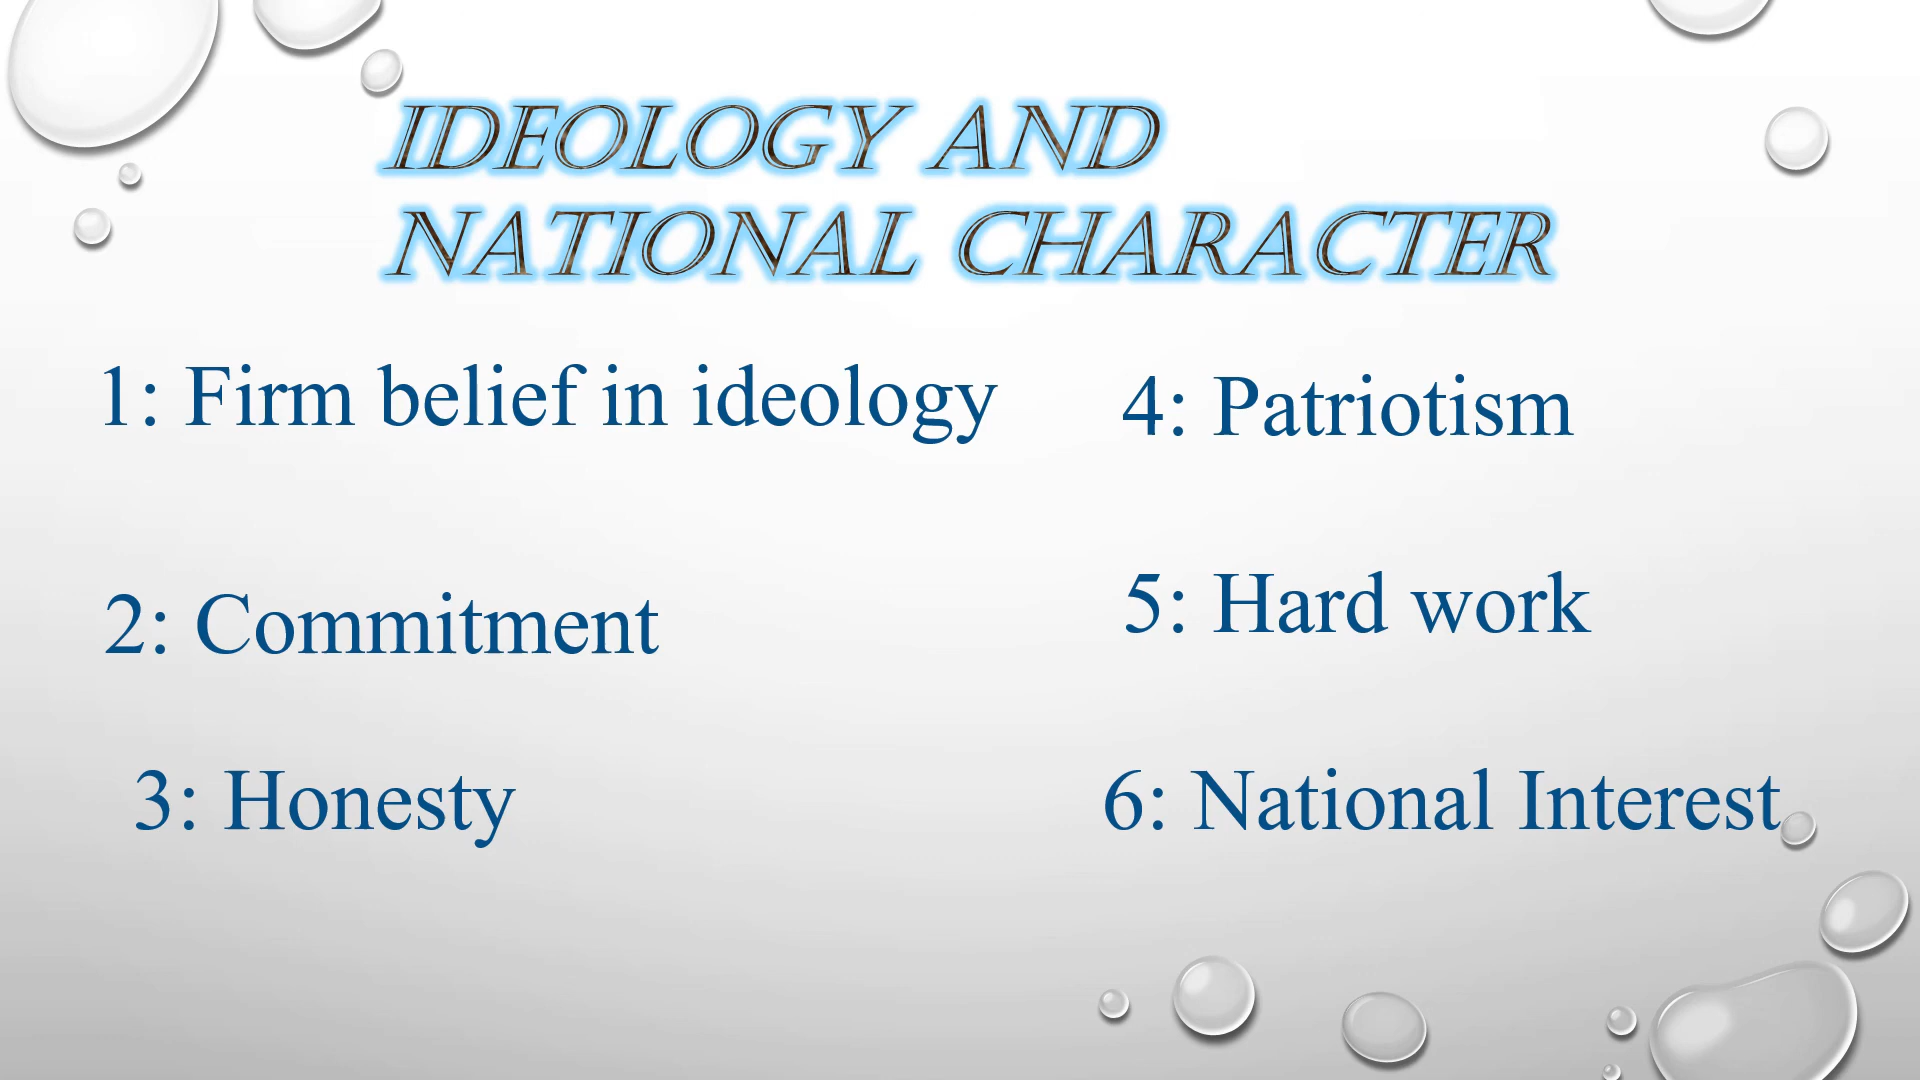 IDEOLOGY AND
NATIONAL CHARACTER
1: Firm belief in ideology
2: Commitment
3: Honesty
4: Patriotism
5: Hard work
6: National Interest